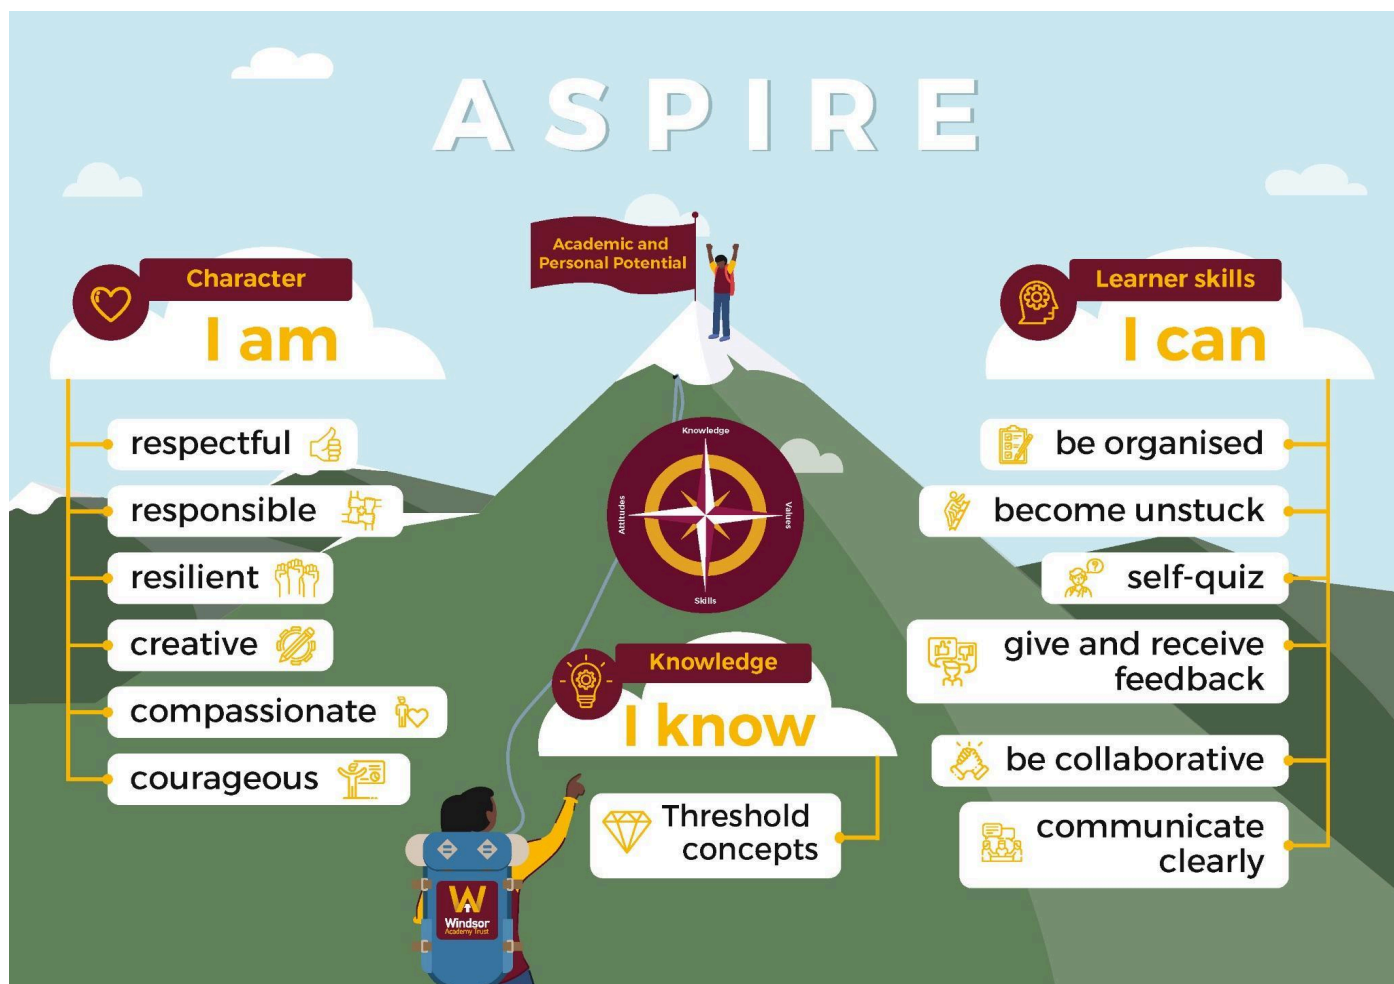 ASPIRE
Academic and
Personal Potential
Character
I am
respectful
responsible
resilient
creative
compassionate
courageous
Knowledge
Attitudes
Values
Skills
Knowledge
I know
Threshold
concepts
Learner skills
I can
be organised
become unstuck
self-quiz
give and receive
feedback
be collaborative
communicate
clearly
W
Windsor
Academy Trust